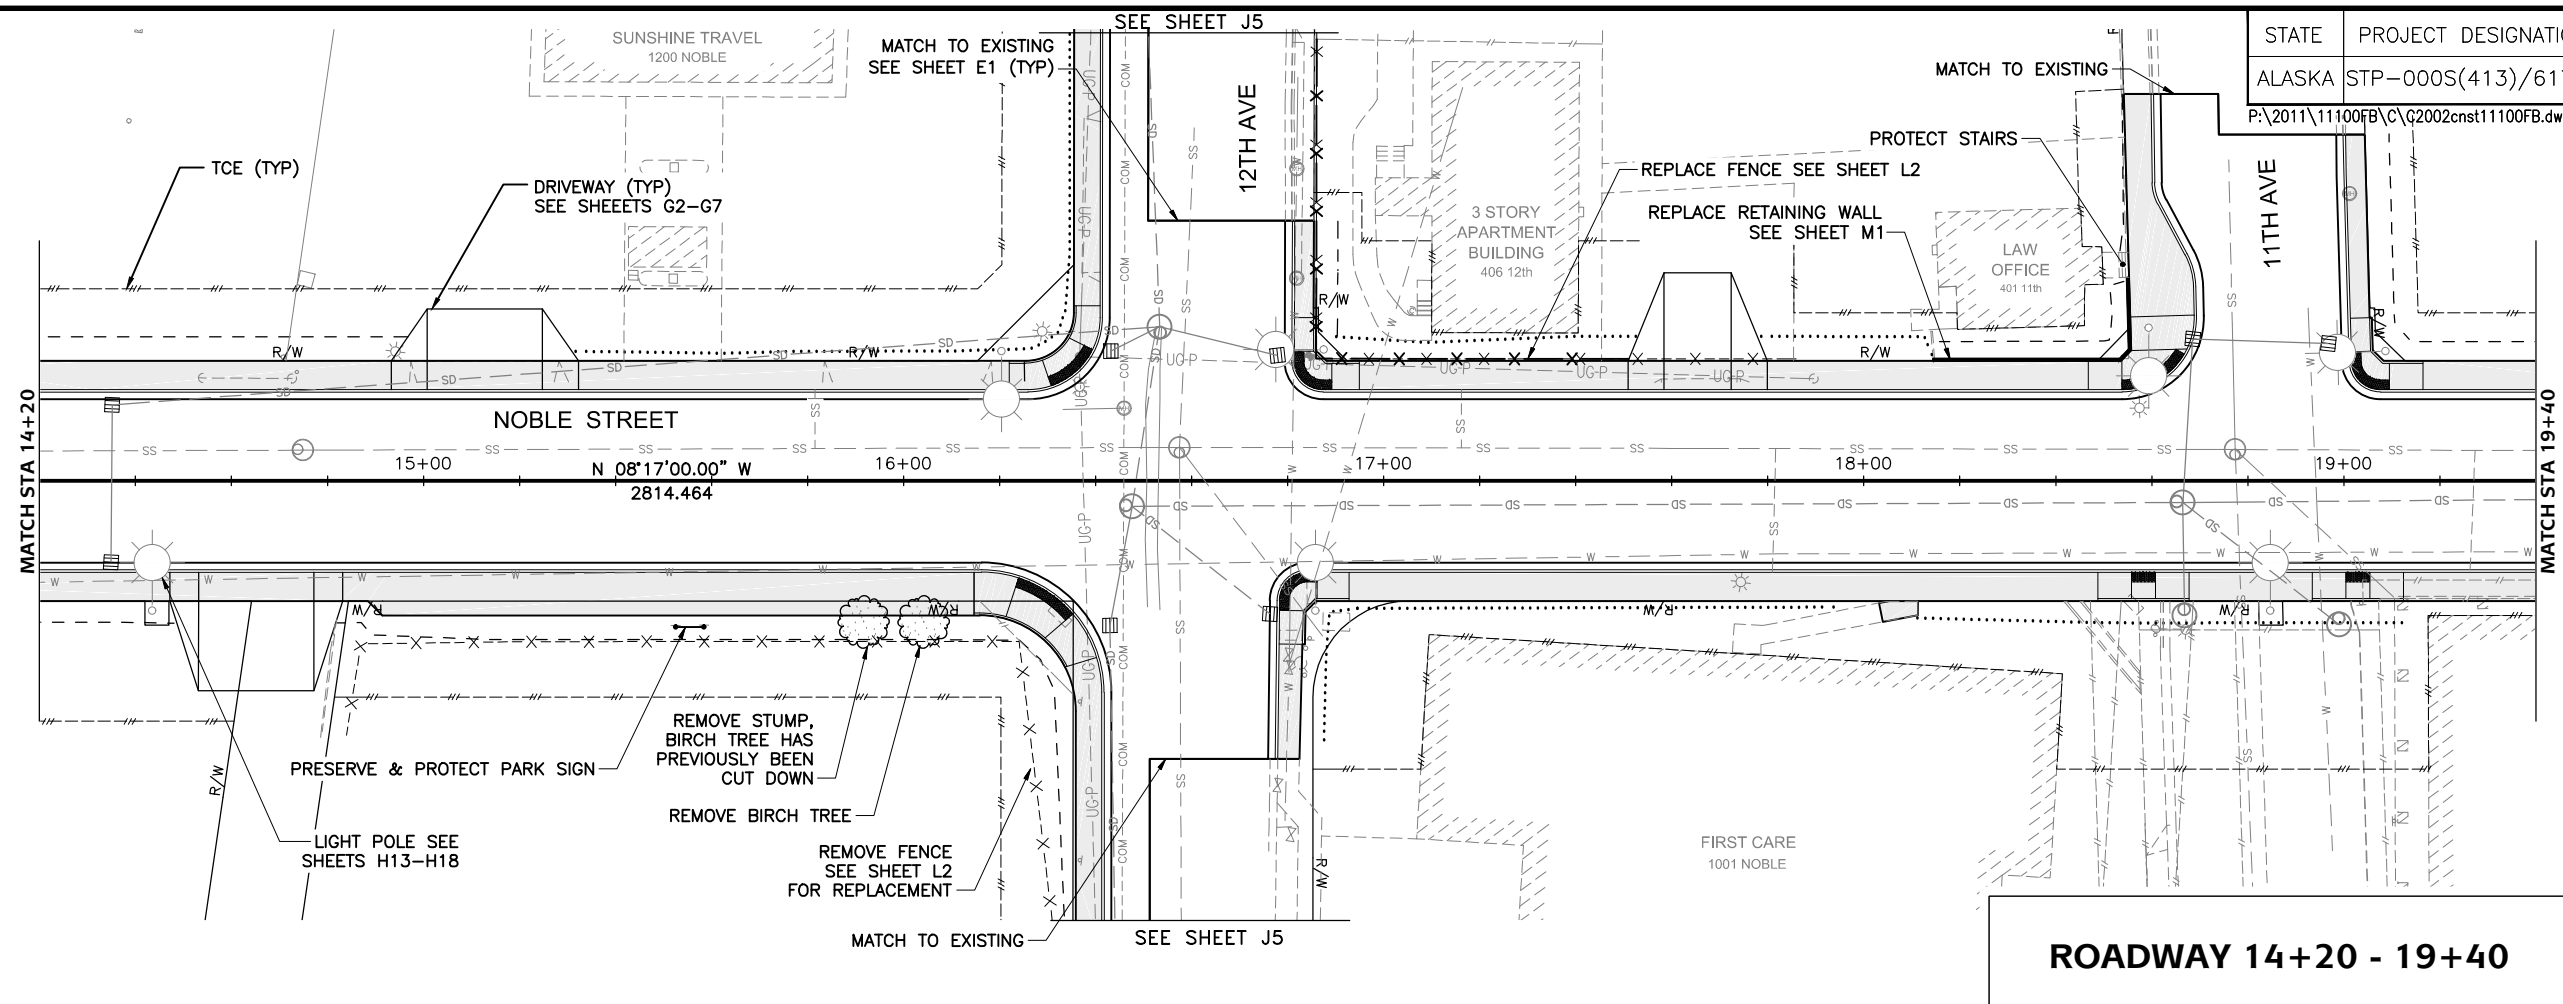 SEE SHEET J5
STATE
PROJECT DESIGNATIO
ALASKA
STP-000S(413)/617
P:\2011\11100FB\C\C2002cnst11100FB.dw
SUNSHINE TRAVEL
1200 NOBLE
MATCH TO EXISTING
SEE SHEET E1 (TYP)
MATCH TO EXISTING
12TH AVE
PROTECT STAIRS
TCE (TYP)
DRIVEWAY (TYP)
SEE SHEEETS G2-G7
REPLACE FENCE SEE SHEET L2
REPLACE RETAINING WALL
SEE SHEET M1
3 STORY
APARTMENT
BUILDING
406 12th
LAW
OFFICE
401 11th
11TH AVE
R/W
R/W
R/W
R/W
R/W
MATCH STA 14+20
NOBLE STREET
15+00
N 08°17'00.00" W
2814.464
16+00
17+00
18+00
19+00
MATCH STA 19+40
R/W
R/W
R/W
R/W
REMOVE STUMP,
BIRCH TREE HAS
PREVIOUSLY BEEN
CUT DOWN
PRESERVE & PROTECT PARK SIGN
R/W
REMOVE BIRCH TREE
LIGHT POLE SEE
SHEETS H13-H18
REMOVE FENCE
SEE SHEET L2
FOR REPLACEMENT
R/W
FIRST CARE
1001 NOBLE
MATCH TO EXISTING
SEE SHEET J5
ROADWAY 14+20 - 19+40